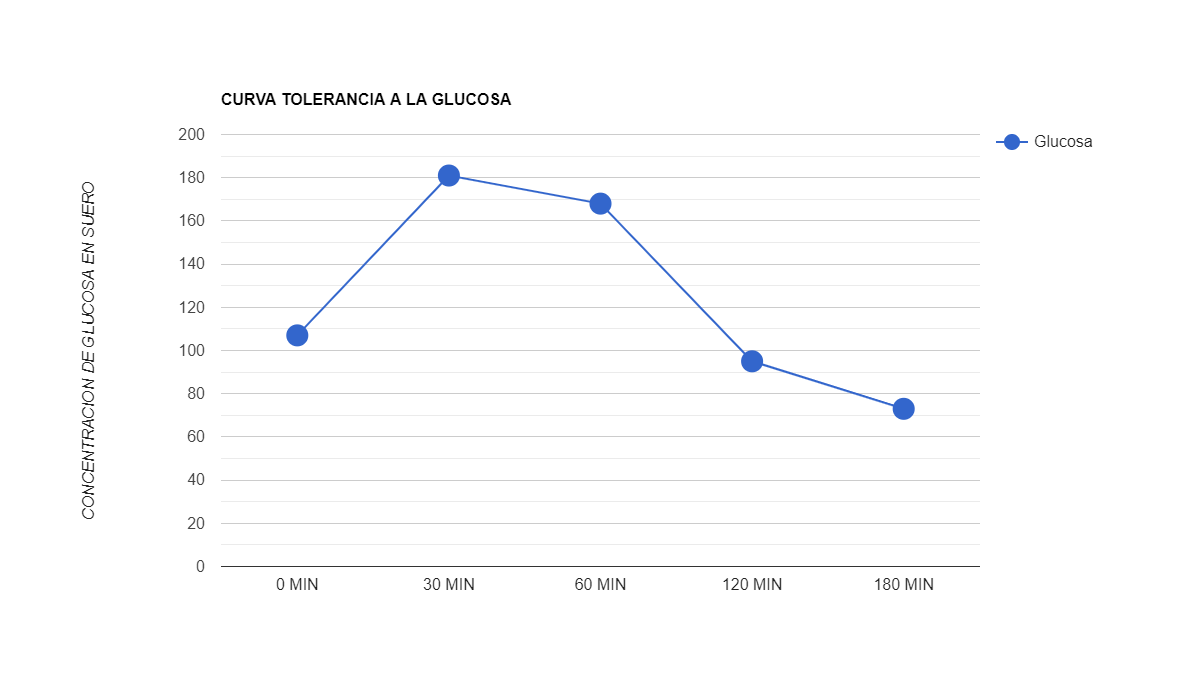 CURVA TOLERANCIA A LA GLUCOSA
Glucosa
CONCENTRACION DE GLUCOSA EN SUERO
200
180
160
140
120
100
80
60
40
20
0
0 MIN
30 MIN
60 MIN
120 MIN
180 MIN